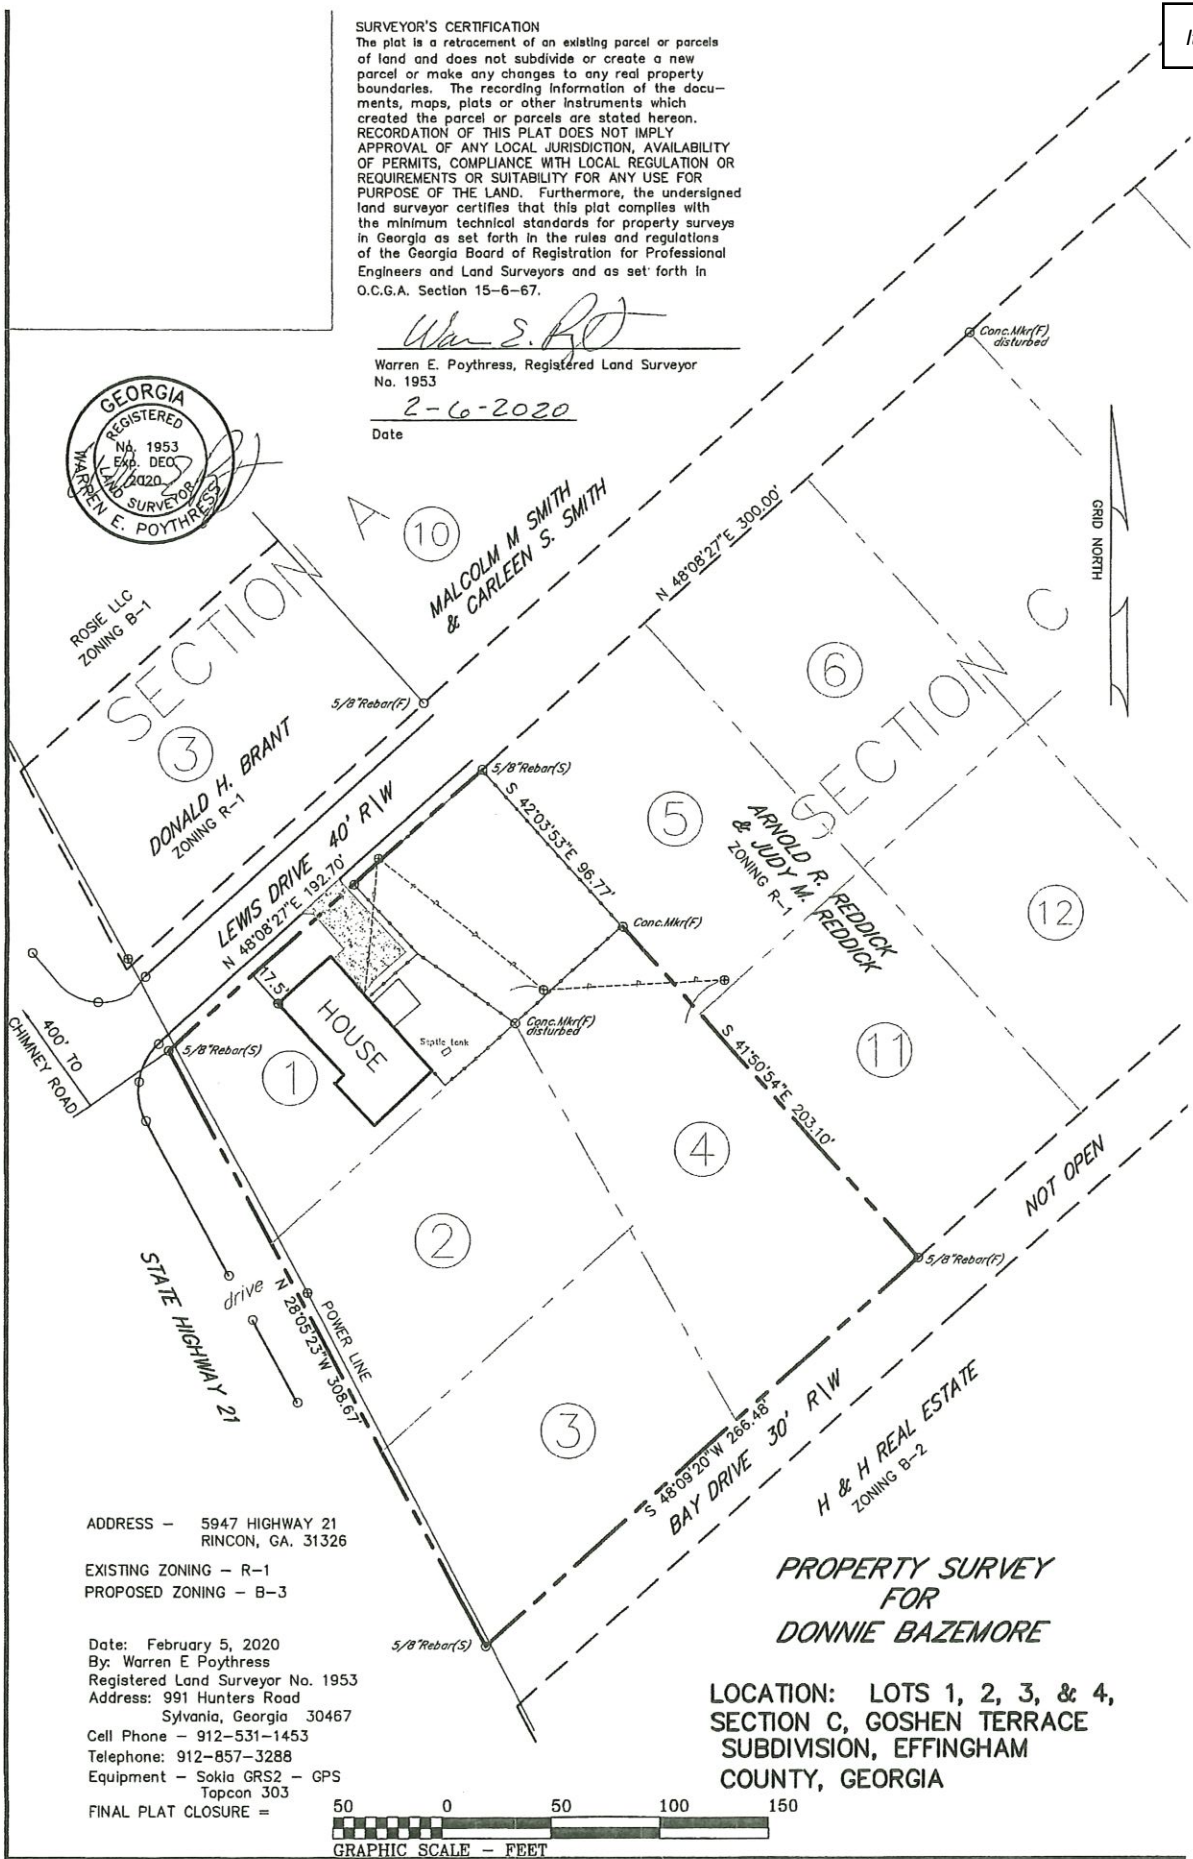 SURVEYOR'S CERTIFICATION
The plat is a retracement of an existing parcel or parcels
of land and does not subdivide or create a new
parcel or make any changes to any real property
boundaries. The recording information of the docu-
ments, maps, plats or other instruments which
created the parcel or parcels are stated hereon.
RECORDATION OF THIS PLAT DOES NOT IMPLY
APPROVAL OF ANY LOCAL JURISDICTION, AVAILABILITY
OF PERMITS, COMPLIANCE WITH LOCAL REGULATION OR
REQUIREMENTS OR SUITABILITY FOR ANY USE FOR
PURPOSE OF THE LAND. Furthermore, the undersigned
land surveyor certifies that this plat complies with
the minimum technical standards for property surveys
in Georgia as set forth in the rules and regulations
of the Georgia Board of Registration for Professional
Engineers and Land Surveyors and as set forth in
O.C.G.A. Section 15-6-67.
Warren E. Poythress, Registered Land Surveyor
No. 1953
2-6-2020
Date
GEORGIA
REGISTERED
No. 1953
Exp. DEC.
2020
LAND SURVEYOR
WARREN E. POYTHRESS
Conc.Mkr(F)
disturbed
GRID NORTH
SECTION A
10
MALCOLM M SMITH
& CARLEEN S. SMITH
N 48°08'27"E 300.00'
ROSIE LLC
ZONING B-1
5/8"Rebar(F)
3
DONALD H. BRANT
ZONING R-1
SECTION C
6
5/8"Rebar(S)
S 42°03'53"E 96.77'
5
ARNOLD R. REDDICK
& JUDY M. REDDICK
ZONING R-1
LEWIS DRIVE 40' R\W
N 48°08'27"E 192.70'
12
Conc.Mkr(F)
17.5'
HOUSE
Conc.Mkr(F)
disturbed
Septic tank
400' TO
CHIMNEY ROAD
5/8"Rebar(S)
1
11
S 41°50'54"E 203.10'
4
NOT OPEN
2
5/8"Rebar(F)
STATE HIGHWAY 21
drive
N 28°05'23"W 308.67'
POWER LINE
3
S 48°09'20"W 266.48'
BAY DRIVE 30' R\W
H & H REAL ESTATE
ZONING B-2
5/8"Rebar(S)
ADDRESS - 5947 HIGHWAY 21
RINCON, GA. 31326
EXISTING ZONING - R-1
PROPOSED ZONING - B-3
Date: February 5, 2020
By: Warren E Poythress
Registered Land Surveyor No. 1953
Address: 991 Hunters Road
Sylvania, Georgia 30467
Cell Phone - 912-531-1453
Telephone: 912-857-3288
Equipment - Sokia GRS2 - GPS
Topcon 303
FINAL PLAT CLOSURE =
PROPERTY SURVEY
FOR
DONNIE BAZEMORE
LOCATION: LOTS 1, 2, 3, & 4,
SECTION C, GOSHEN TERRACE
SUBDIVISION, EFFINGHAM
COUNTY, GEORGIA
50 0 50 100 150
GRAPHIC SCALE - FEET